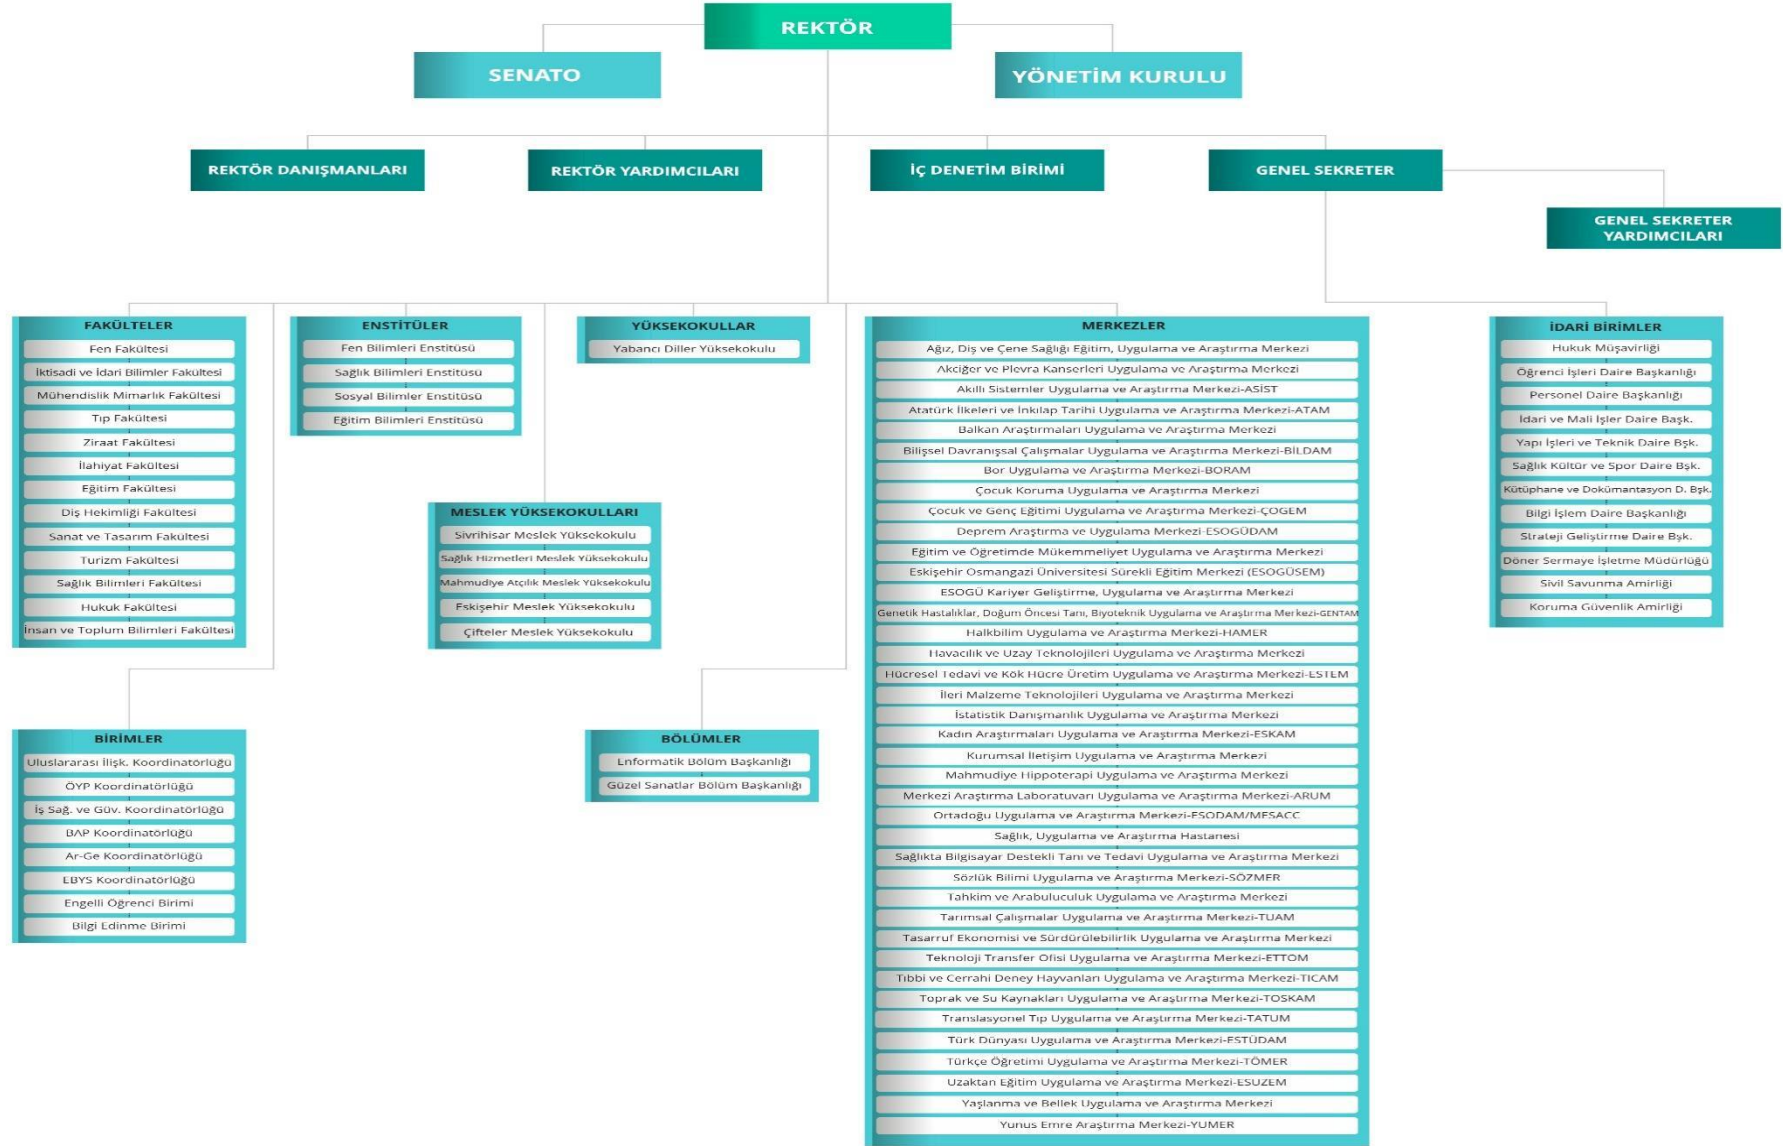 REKTÖR
SENATO
YÖNETİM KURULU
REKTÖR DANIŞMANLARI
REKTÖR YARDIMCILARI
İÇ DENETİM BİRİMİ
GENEL SEKRETER
GENEL SEKRETER
YARDIMCILARI
FAKÜLTELER
Fen Fakültesi
İktisadi ve İdari Bilimler Fakültesi
Mühendislik Mimarlık Fakültesi
Tıp Fakültesi
Ziraat Fakültesi
İlahiyat Fakültesi
Eğitim Fakültesi
Diş Hekimliği Fakültesi
Sanat ve Tasarım Fakültesi
Turizm Fakültesi
Sağlık Bilimleri Fakültesi
Hukuk Fakültesi
İnsan ve Toplum Bilimleri Fakültesi
BİRİMLER
Uluslararası İlişk. Koordinatörlüğü
ÖYP Koordinatörlüğü
İş Sağ. ve Güv. Koordinatörlüğü
BAP Koordinatörlüğü
Ar-Ge Koordinatörlüğü
EBYS Koordinatörlüğü
Engelli Öğrenci Birimi
Bilgi Edinme Birimi
ENSTİTÜLER
Fen Bilimleri Enstitüsü
Sağlık Bilimleri Enstitüsü
Sosyal Bilimler Enstitüsü
Eğitim Bilimleri Enstitüsü
MESLEK YÜKSEKOKULLARI
Sivrihisar Meslek Yüksekokulu
Sağlık Hizmetleri Meslek Yüksekokulu
Mahmudiye Atçılık Meslek Yüksekokulu
Eskişehir Meslek Yüksekokulu
Çifteler Meslek Yüksekokulu
YÜKSEKOKULLAR
Yabancı Diller Yüksekokulu
BÖLÜMLER
Enformatik Bölüm Başkanlığı
Güzel Sanatlar Bölüm Başkanlığı
MERKEZLER
Ağız, Diş ve Çene Sağlığı Eğitim, Uygulama ve Araştırma Merkezi
Akciğer ve Plevra Kanserleri Uygulama ve Araştırma Merkezi
Akıllı Sistemler Uygulama ve Araştırma Merkezi-ASİST
Atatürk İlkeleri ve İnkılap Tarihi Uygulama ve Araştırma Merkezi-ATAM
Balkan Araştırmaları Uygulama ve Araştırma Merkezi
Bilişsel Davranışsal Çalışmalar Uygulama ve Araştırma Merkezi-BİLDAM
Bor Uygulama ve Araştırma Merkezi-BORAM
Çocuk Koruma Uygulama ve Araştırma Merkezi
Çocuk ve Genç Eğitimi Uygulama ve Araştırma Merkezi-ÇOGEM
Deprem Araştırma ve Uygulama Merkezi-ESOGÜDAM
Eğitim ve Öğretimde Mükemmeliyet Uygulama ve Araştırma Merkezi
Eskişehir Osmangazi Üniversitesi Sürekli Eğitim Merkezi (ESOGÜSEM)
ESOGÜ Kariyer Geliştirme, Uygulama ve Araştırma Merkezi
Genetik Hastalıklar, Doğum Öncesi Tanı, Biyoteknik Uygulama ve Araştırma Merkezi-GENTAM
Halkbilim Uygulama ve Araştırma Merkezi-HAMER
Havacılık ve Uzay Teknolojileri Uygulama ve Araştırma Merkezi
Hücresel Tedavi ve Kök Hücre Üretim Uygulama ve Araştırma Merkezi-ESTEM
İleri Malzeme Teknolojileri Uygulama ve Araştırma Merkezi
İstatistik Danışmanlık Uygulama ve Araştırma Merkezi
Kadın Araştırmaları Uygulama ve Araştırma Merkezi-ESKAM
Kurumsal İletişim Uygulama ve Araştırma Merkezi
Mahmudiye Hippoterapi Uygulama ve Araştırma Merkezi
Merkezi Araştırma Laboratuvarı Uygulama ve Araştırma Merkezi-ARUM
Ortadoğu Uygulama ve Araştırma Merkezi-ESODAM/MESACC
Sağlık, Uygulama ve Araştırma Hastanesi
Sağlıkta Bilgisayar Destekli Tanı ve Tedavi Uygulama ve Araştırma Merkezi
Sözlük Bilimi Uygulama ve Araştırma Merkezi-SÖZMER
Tahkim ve Arabuluculuk Uygulama ve Araştırma Merkezi
Tarımsal Çalışmalar Uygulama ve Araştırma Merkezi-TUAM
Tasarruf Ekonomisi ve Sürdürülebilirlik Uygulama ve Araştırma Merkezi
Teknoloji Transfer Ofisi Uygulama ve Araştırma Merkezi-ETTOM
Tıbbi ve Cerrahi Deney Hayvanları Uygulama ve Araştırma Merkezi-TICAM
Toprak ve Su Kaynakları Uygulama ve Araştırma Merkezi-TOSKAM
Translasyonel Tıp Uygulama ve Araştırma Merkezi-TATUM
Türk Dünyası Uygulama ve Araştırma Merkezi-ESTÜDAM
Türkçe Öğretimi Uygulama ve Araştırma Merkezi-TÖMER
Uzaktan Eğitim Uygulama ve Araştırma Merkezi-ESUZEM
Yaşlanma ve Bellek Uygulama ve Araştırma Merkezi
Yunus Emre Araştırma Merkezi-YUMER
İDARİ BİRİMLER
Hukuk Müşavirliği
Öğrenci İşleri Daire Başkanlığı
Personel Daire Başkanlığı
İdari ve Mali İşler Daire Başk.
Yapı İşleri ve Teknik Daire Bşk.
Sağlık Kültür ve Spor Daire Bşk.
Kütüphane ve Dokümantasyon D. Bşk.
Bilgi İşlem Daire Başkanlığı
Strateji Geliştirme Daire Bşk.
Döner Sermaye İşletme Müdürlüğü
Sivil Savunma Amirliği
Koruma Güvenlik Amirliği